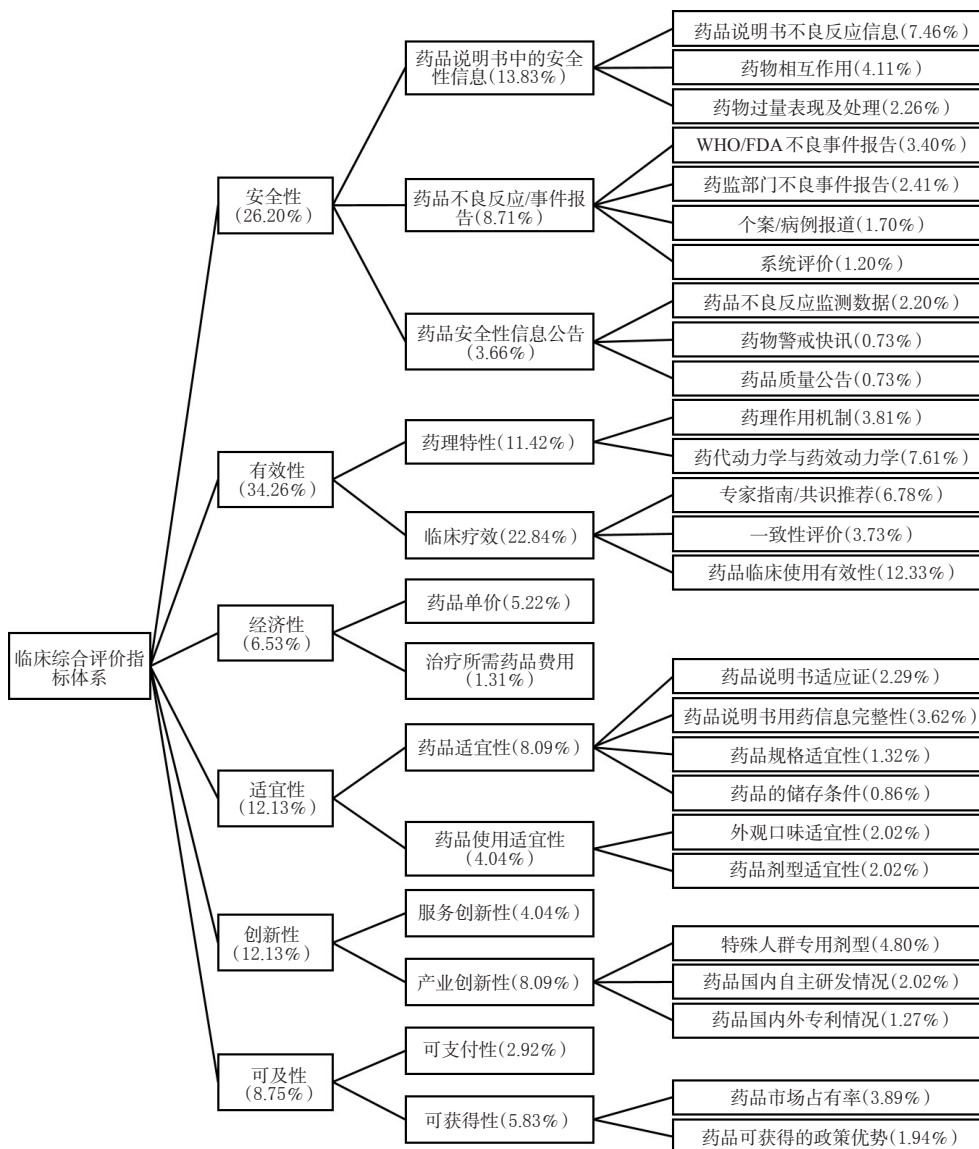 临床综合评价指
标体系
安全性
(26.20%)
药品说明书中的安全
性信息(13.83%)
药品说明书不良反应信息(7.46%)
药物相互作用(4.11%)
药物过量表现及处理(2.26%)
药品不良反应/事件报
告(8.71%)
WHO/FDA不良事件报告(3.40%)
药监部门不良事件报告(2.41%)
个案/病例报道(1.70%)
系统评价(1.20%)
药品安全性信息公告
(3.66%)
药品不良反应监测数据(2.20%)
药物警戒快讯(0.73%)
药品质量公告(0.73%)
有效性
(34.26%)
药理特性(11.42%)
药理作用机制(3.81%)
药代动力学与药效动力学(7.61%)
临床疗效(22.84%)
专家指南/共识推荐(6.78%)
一致性评价(3.73%)
药品临床使用有效性(12.33%)
经济性
(6.53%)
药品单价(5.22%)
治疗所需药品费用
(1.31%)
适宜性
(12.13%)
药品适宜性(8.09%)
药品说明书适应证(2.29%)
药品说明书用药信息完整性(3.62%)
药品规格适宜性(1.32%)
药品的储存条件(0.86%)
药品使用适宜性
(4.04%)
外观口味适宜性(2.02%)
药品剂型适宜性(2.02%)
创新性
(12.13%)
服务创新性(4.04%)
产业创新性(8.09%)
特殊人群专用剂型(4.80%)
药品国内自主研发情况(2.02%)
药品国内外专利情况(1.27%)
可及性
(8.75%)
可支付性(2.92%)
可获得性(5.83%)
药品市场占有率(3.89%)
药品可获得的政策优势(1.94%)